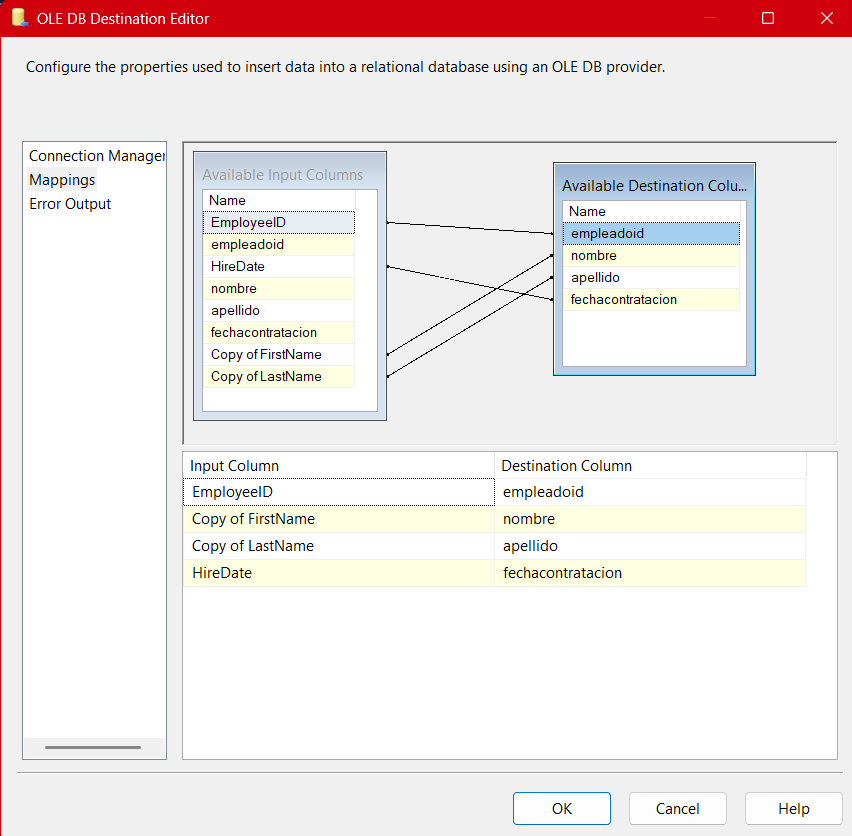 OLE DB Destination Editor
Configure the properties used to insert data into a relational database using an OLE DB provider.
Connection Manager
Mappings
Error Output
Available Input Columns
Name
EmployeeID
empleadoid
HireDate
nombre
apellido
fechacontratacion
Copy of FirstName
Copy of LastName
Available Destination Colu...
Name
empleadoid
nombre
apellido
fechacontratacion
Input Column Destination Column
EmployeeID empleadoid
Copy of FirstName nombre
Copy of LastName apellido
HireDate fechacontratacion
OK Cancel Help